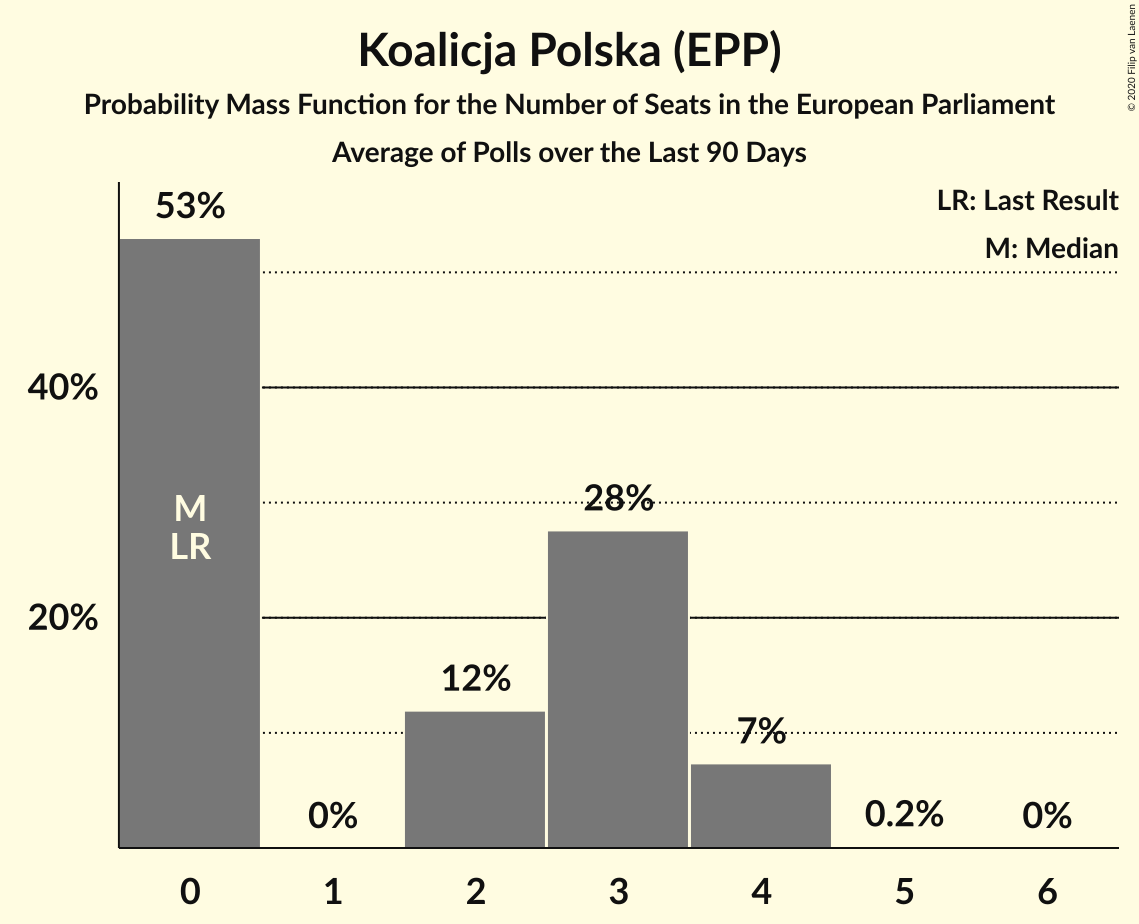 Koalicja Polska (EPP)
Probability Mass Function for the Number of Seats in the European Parliament
Average of Polls over the Last 90 Days
© 2020 Filip van Laenen
LR: Last Result
M: Median
53%
40%
20%
M
LR
0%
12%
28%
7%
0.2%
0%
0 1 2 3 4 5 6